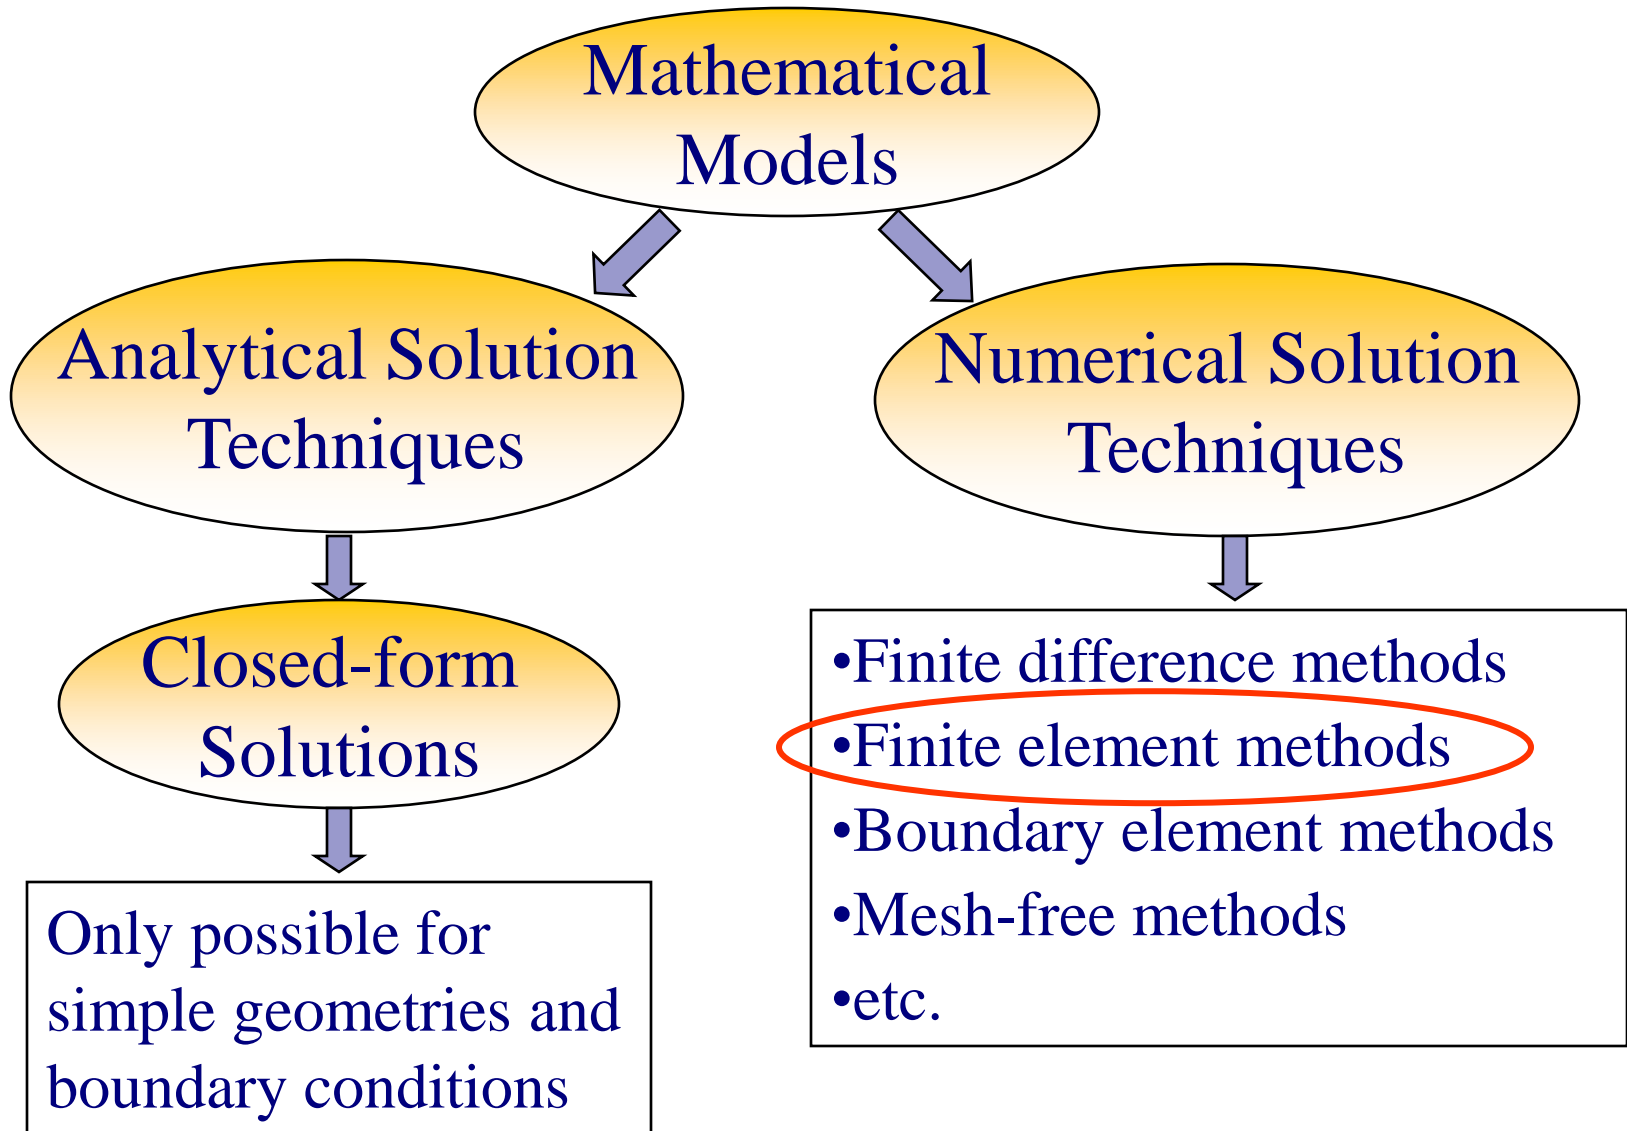 Mathematical
Models
Analytical Solution
Techniques
Numerical Solution
Techniques
Closed-form
Solutions
Only possible for
simple geometries and
boundary conditions
•Finite difference methods
•Finite element methods
•Boundary element methods
•Mesh-free methods
•etc.